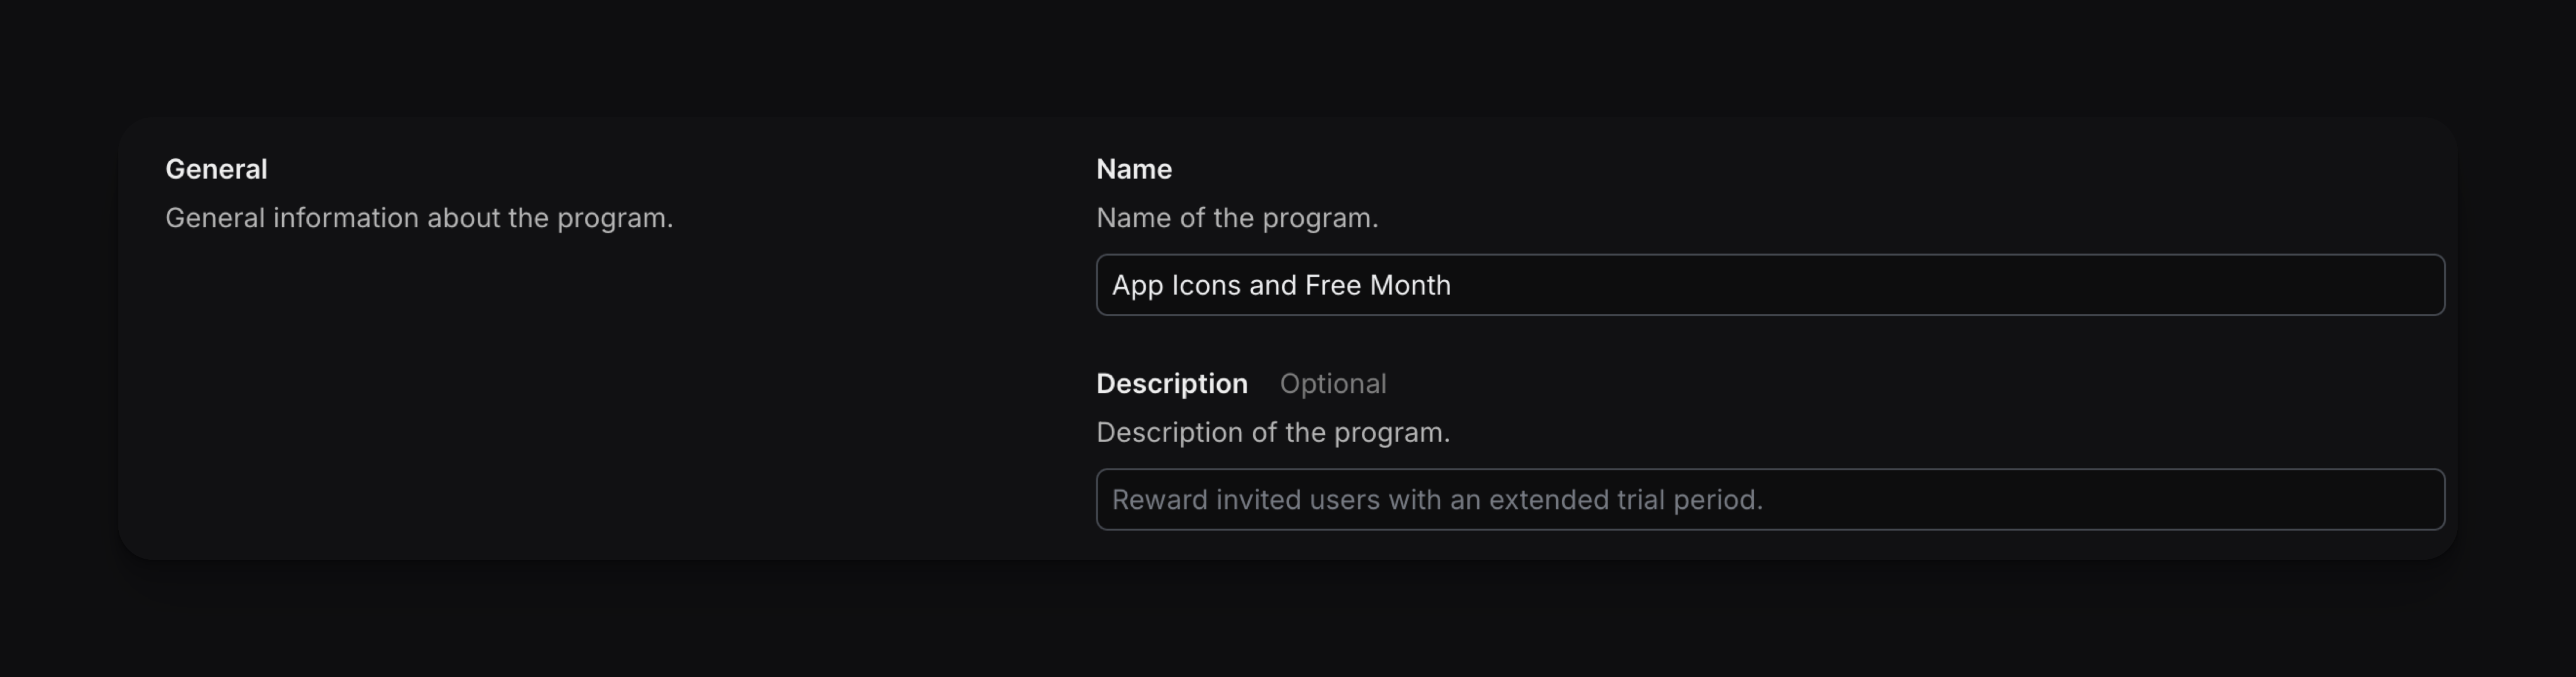 General
General information about the program.
Name
Name of the program.
App Icons and Free Month
Description Optional
Description of the program.
Reward invited users with an extended trial period.